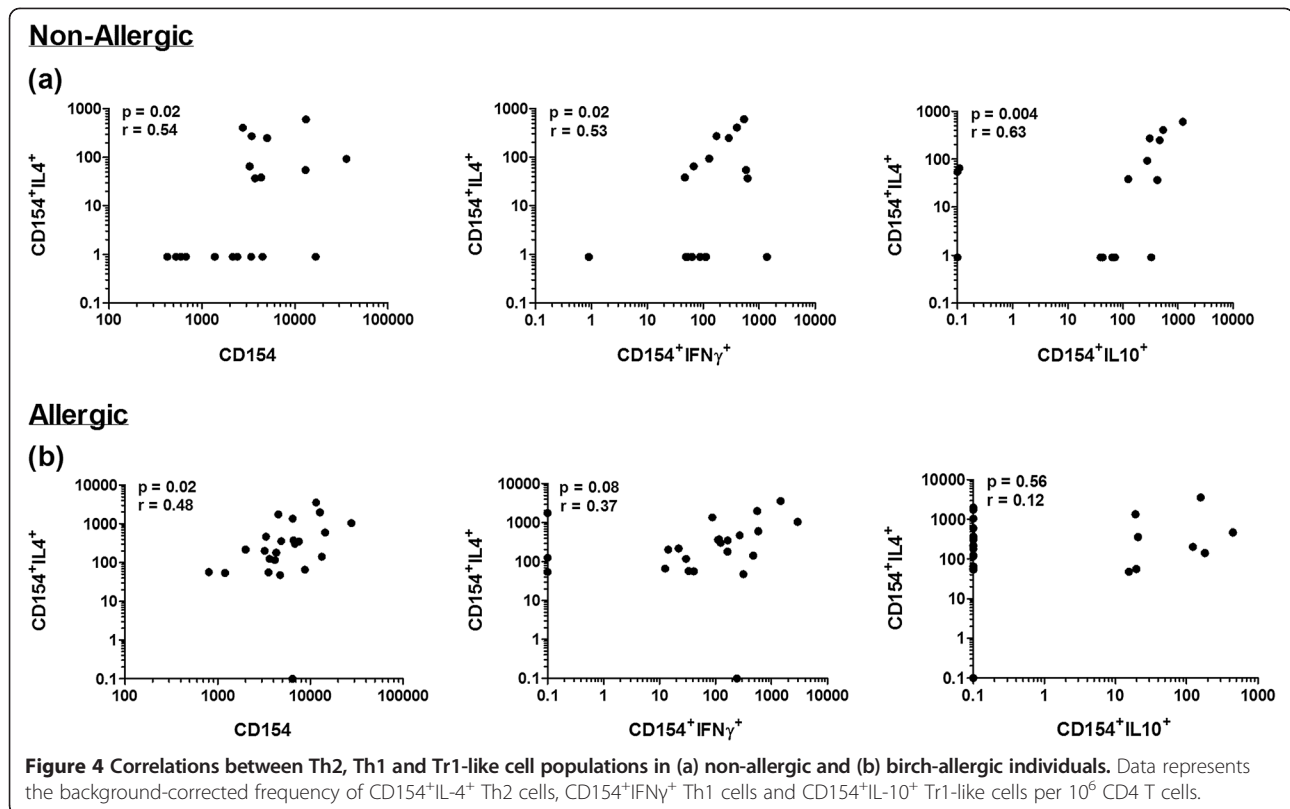 Non-Allergic
(a)
p = 0.02
r = 0.54
1000
100
10
1
0.1
100
1000
10000
100000
CD154⁺IL4⁺
CD154
p = 0.02
r = 0.53
1000
100
10
1
0.1
0.1
1
10
100
1000
10000
CD154⁺IL4⁺
CD154⁺IFNγ⁺
p = 0.004
r = 0.63
1000
100
10
1
0.1
0.1
1
10
100
1000
10000
CD154⁺IL4⁺
CD154⁺IL10⁺
Allergic
(b)
p = 0.02
r = 0.48
10000
1000
100
10
1
0.1
100
1000
10000
100000
CD154⁺IL4⁺
CD154
p = 0.08
r = 0.37
10000
1000
100
10
1
0.1
0.1
1
10
100
1000
10000
CD154⁺IL4⁺
CD154⁺IFNγ⁺
p = 0.56
r = 0.12
10000
1000
100
10
1
0.1
0.1
1
10
100
1000
CD154⁺IL4⁺
CD154⁺IL10⁺
Figure 4 Correlations between Th2, Th1 and Tr1-like cell populations in (a) non-allergic and (b) birch-allergic individuals. Data represents
the background-corrected frequency of CD154⁺IL-4⁺ Th2 cells, CD154⁺IFNγ⁺ Th1 cells and CD154⁺IL-10⁺ Tr1-like cells per 10⁶ CD4 T cells.